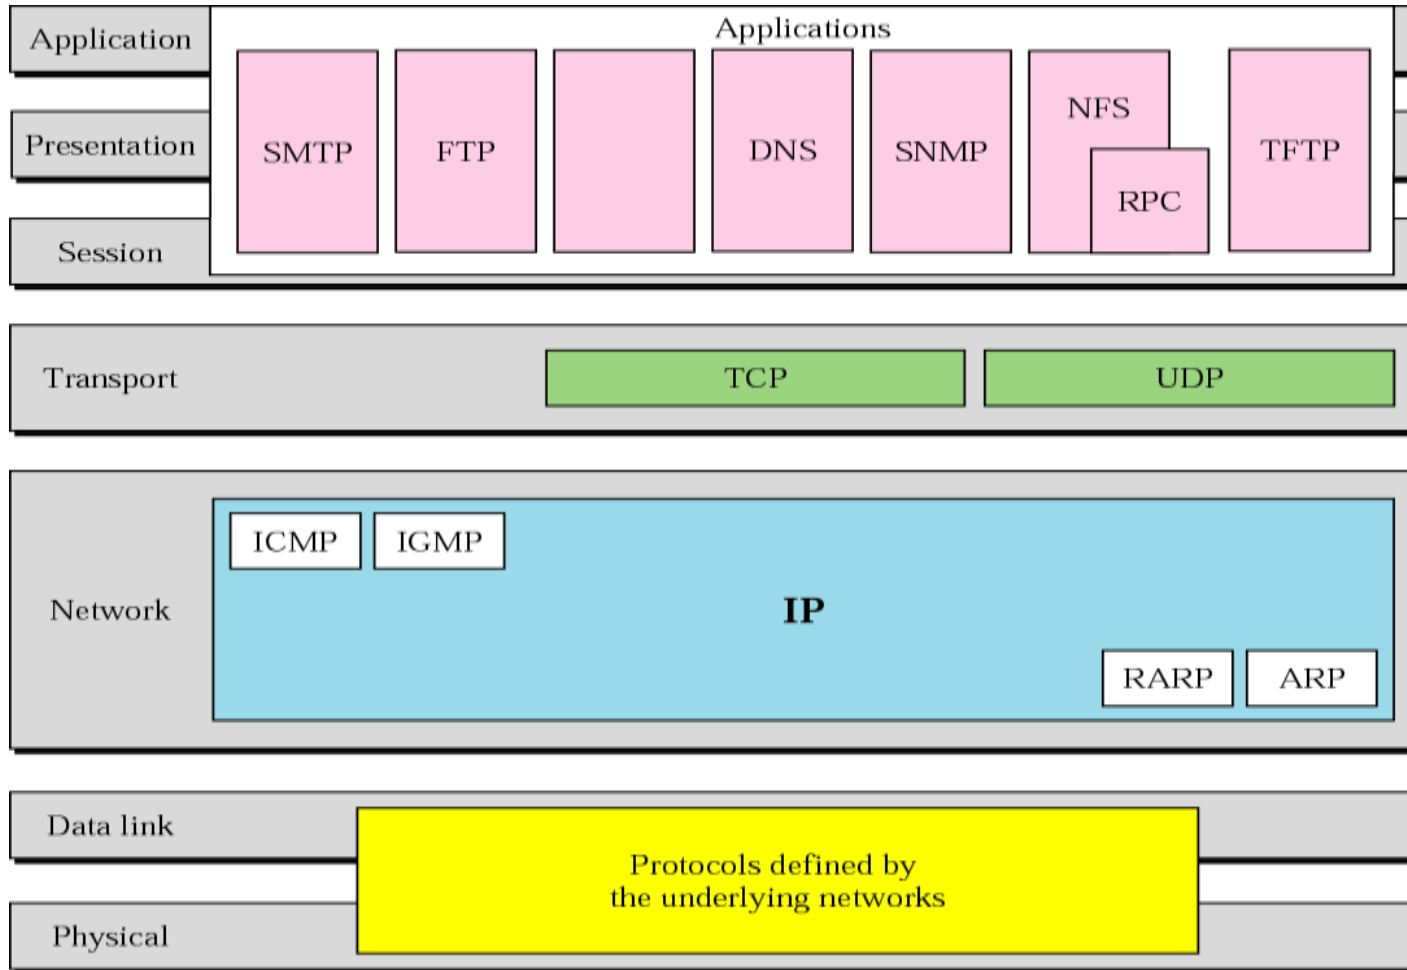 Application
Applications
Presentation
SMTP
FTP
DNS
SNMP
NFS
RPC
TFTP
Session
Transport
TCP
UDP
Network
ICMP
IGMP
IP
RARP
ARP
Data link
Protocols defined by
the underlying networks
Physical